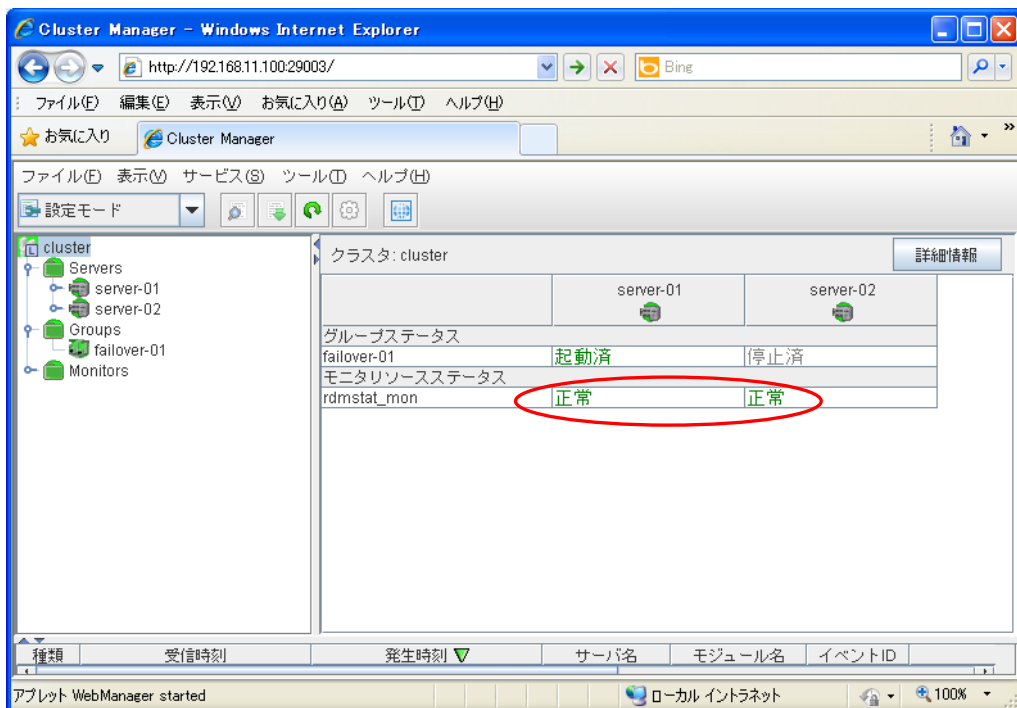 Cluster Manager - Windows Internet Explorer
http://192.168.11.100:29003/
Bing
ファイル(F) 編集(E) 表示(V) お気に入り(A) ツール(T) ヘルプ(H)
お気に入り
Cluster Manager
ファイル(F) 表示(V) サービス(S) ツール(T) ヘルプ(H)
設定モード
cluster
Servers
server-01
server-02
Groups
failover-01
Monitors
クラスタ: cluster
詳細情報
server-01 server-02
グループステータス
failover-01 起動済 停止済
モニタリソースステータス
rdmstat_mon 正常 正常
種類 受信時刻 発生時刻 サーバ名 モジュール名 イベントID
アプレット WebManager started
ローカル イントラネット
100%